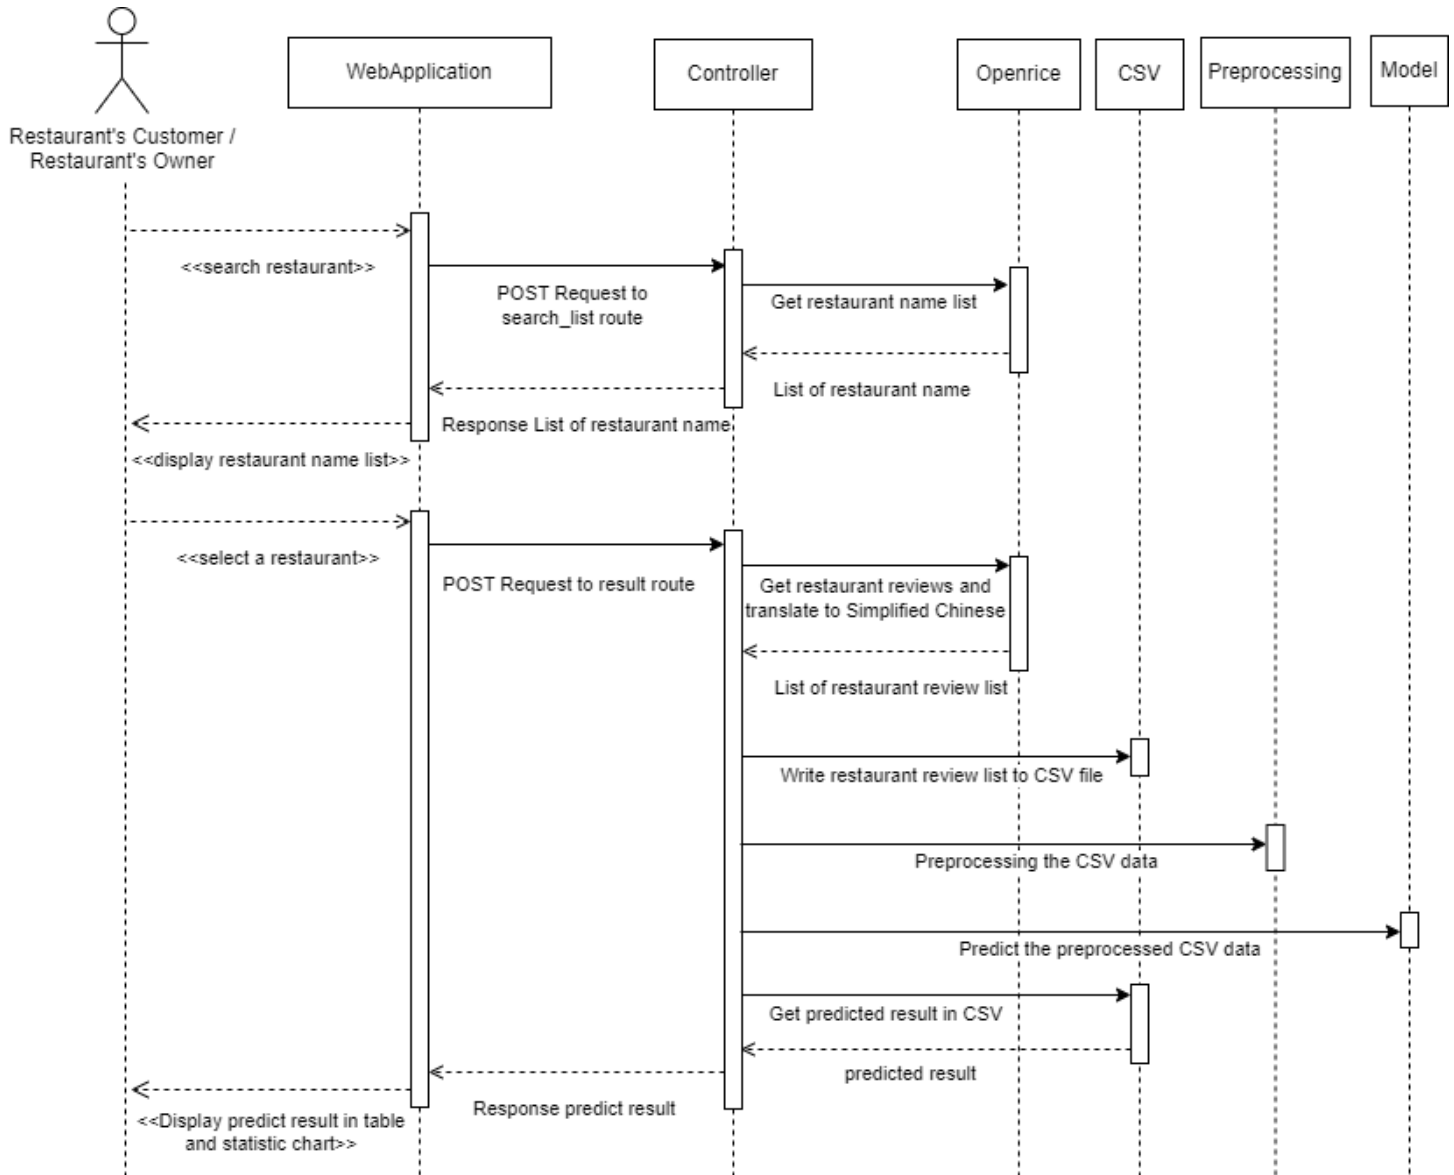 WebApplication
Controller
Openrice
CSV
Preprocessing
Model
Restaurant's Customer /
Restaurant's Owner
<<search restaurant>>
POST Request to
search_list route
Get restaurant name list
List of restaurant name
Response List of restaurant name
<<display restaurant name list>>
<<select a restaurant>>
POST Request to result route
Get restaurant reviews and
translate to Simplified Chinese
List of restaurant review list
Write restaurant review list to CSV file
Preprocessing the CSV data
Predict the preprocessed CSV data
Get predicted result in CSV
predicted result
Response predict result
<<Display predict result in table
and statistic chart>>